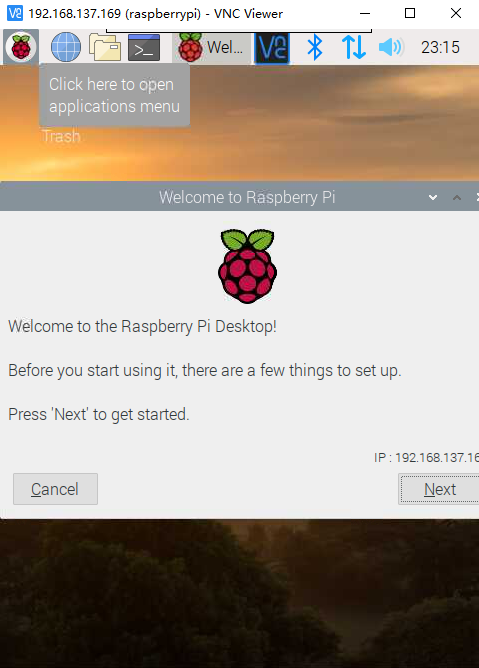 192.168.137.169 (raspberrypi) - VNC Viewer
Wel...
23:15
Click here to open
applications menu
Trash
Welcome to Raspberry Pi
Welcome to the Raspberry Pi Desktop!
Before you start using it, there are a few things to set up.
Press 'Next' to get started.
IP : 192.168.137.16
Cancel
Next